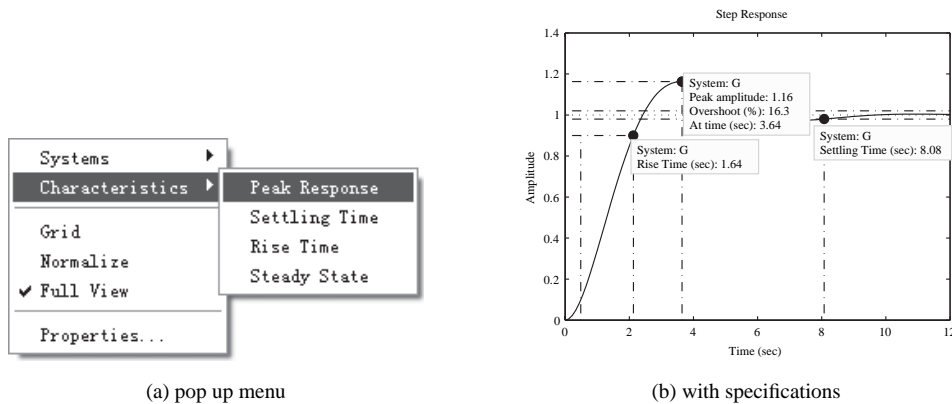 Systems
Characteristics
Grid
Normalize
Full View
Properties...
Peak Response
Settling Time
Rise Time
Steady State
(a) pop up menu
Step Response
1.4
1.2
1
0.8
0.6
0.4
0.2
0
Amplitude
System: G
Peak amplitude: 1.16
Overshoot (%): 16.3
At time (sec): 3.64
System: G
Rise Time (sec): 1.64
System: G
Settling Time (sec): 8.08
0 2 4 6 8 10 12
Time (sec)
(b) with specifications